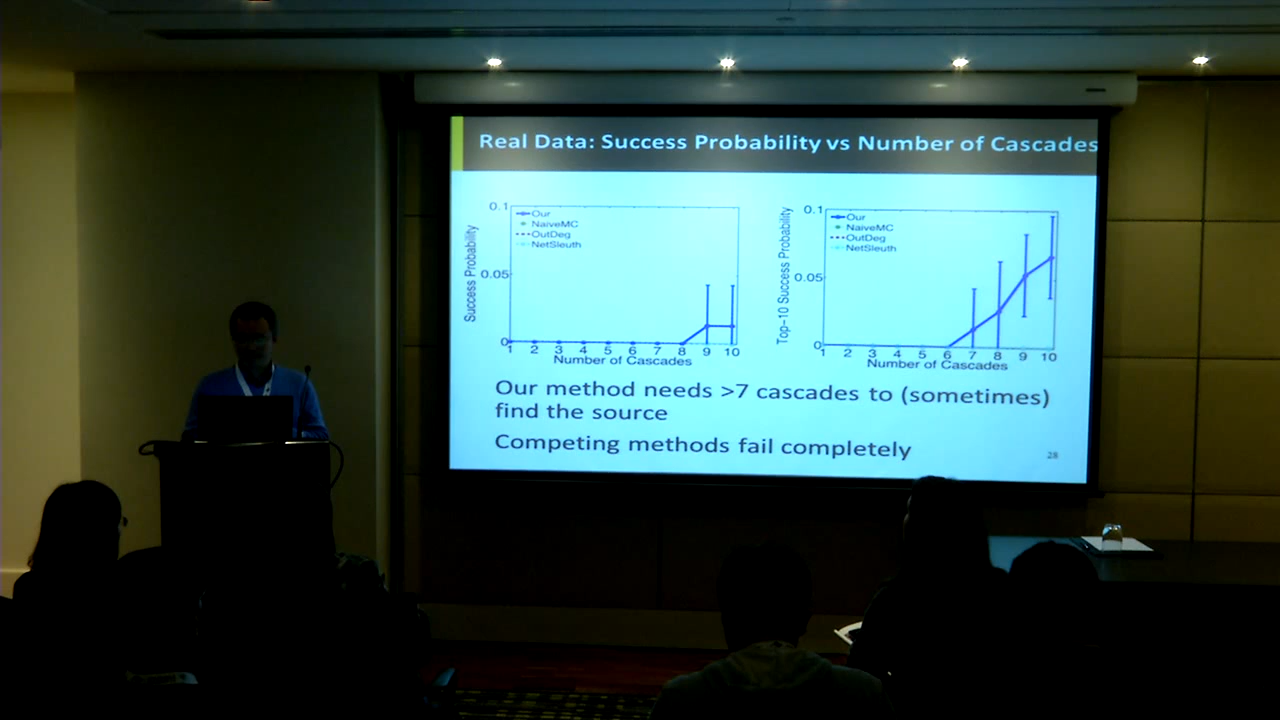 Real Data: Success Probability vs Number of Cascades
0.1
0.05
0
Success Probability
Our
NaiveMC
OutDeg
NetSleuth
1 2 3 4 5 6 7 8 9 10
Number of Cascades
0.1
0.05
0
Top-10 Success Probability
Our
NaiveMC
OutDeg
NetSleuth
1 2 3 4 5 6 7 8 9 10
Number of Cascades
Our method needs >7 cascades to (sometimes)
find the source
Competing methods fail completely
28